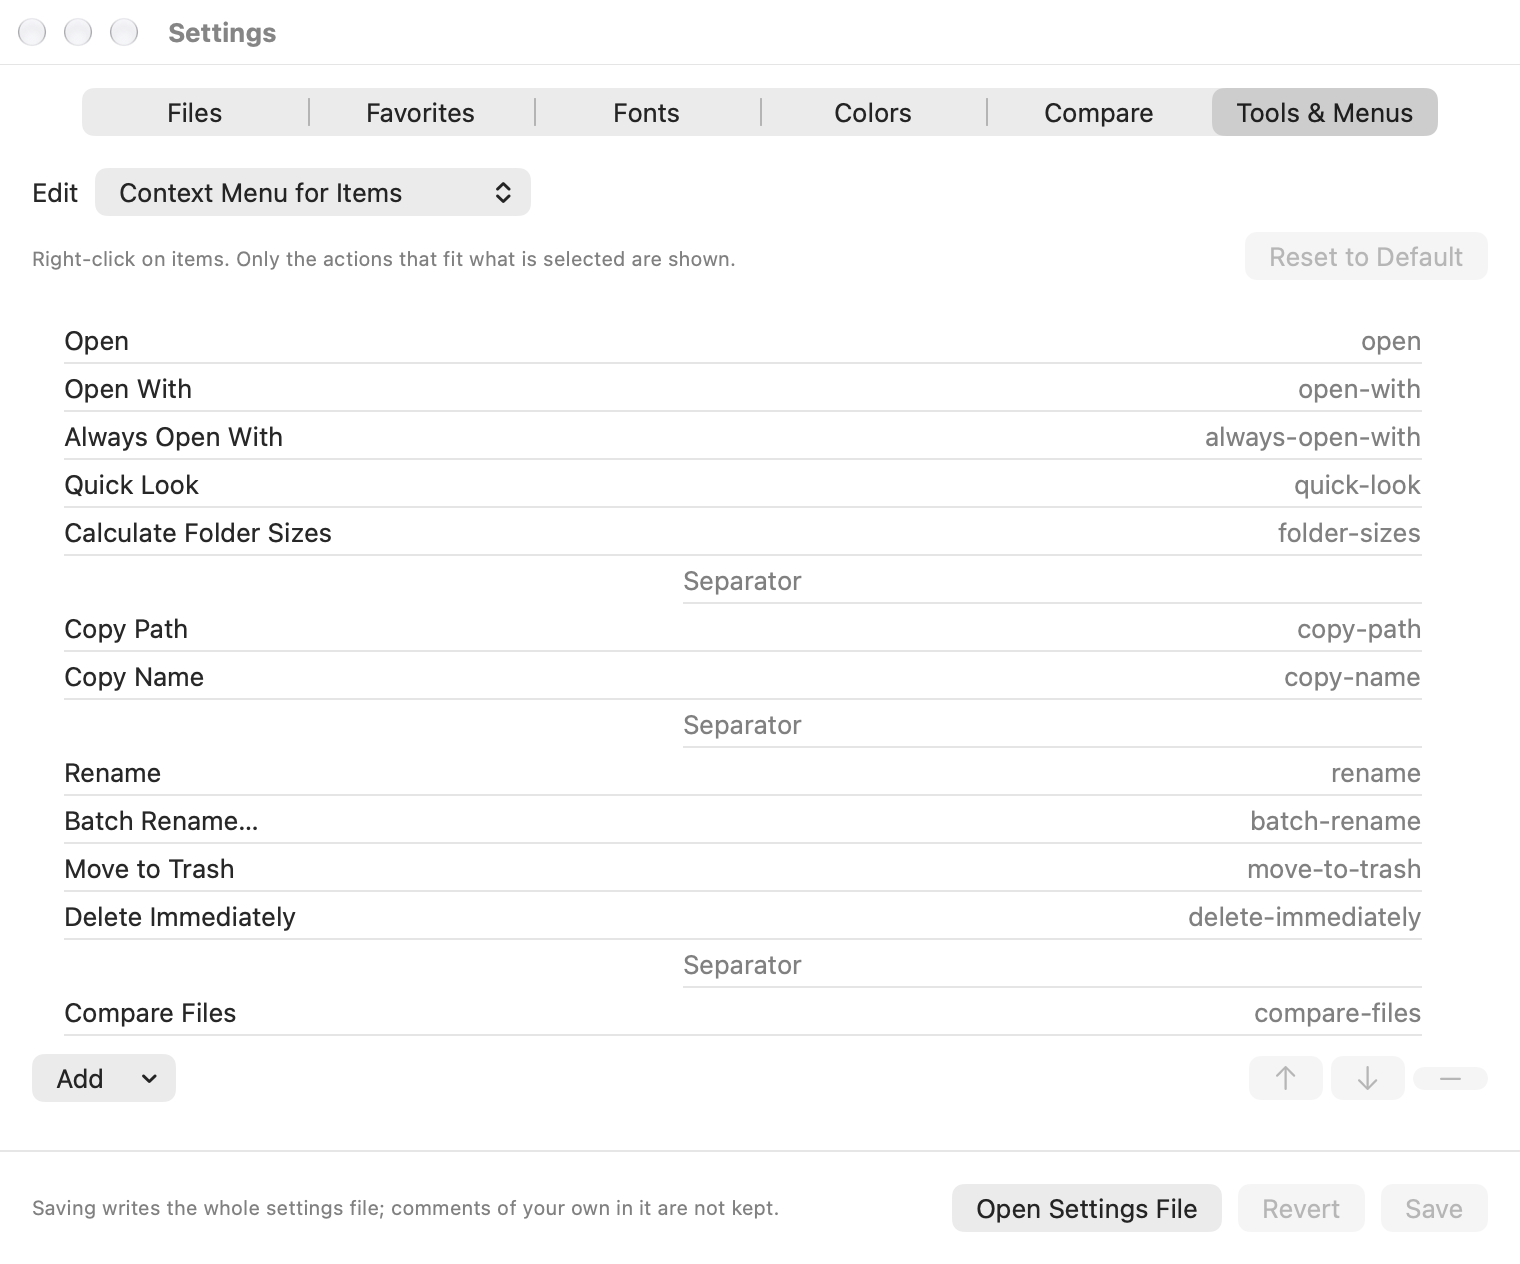 Settings
Files Favorites Fonts Colors Compare Tools & Menus
Edit Context Menu for Items
Right-click on items. Only the actions that fit what is selected are shown. Reset to Default
Open open
Open With open-with
Always Open With always-open-with
Quick Look quick-look
Calculate Folder Sizes folder-sizes
Separator
Copy Path copy-path
Copy Name copy-name
Separator
Rename rename
Batch Rename... batch-rename
Move to Trash move-to-trash
Delete Immediately delete-immediately
Separator
Compare Files compare-files
Add
Saving writes the whole settings file; comments of your own in it are not kept. Open Settings File Revert Save